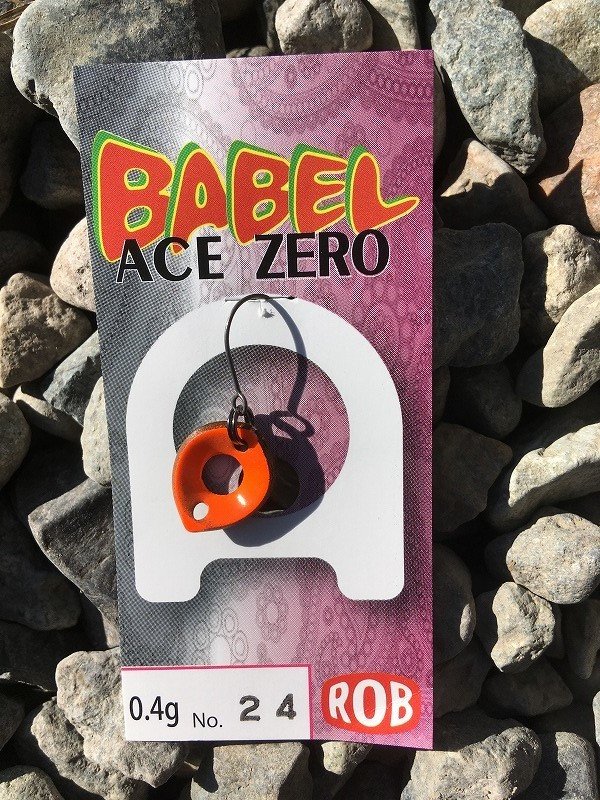 BABEL
ACE ZERO
0.4g No. 24
ROB